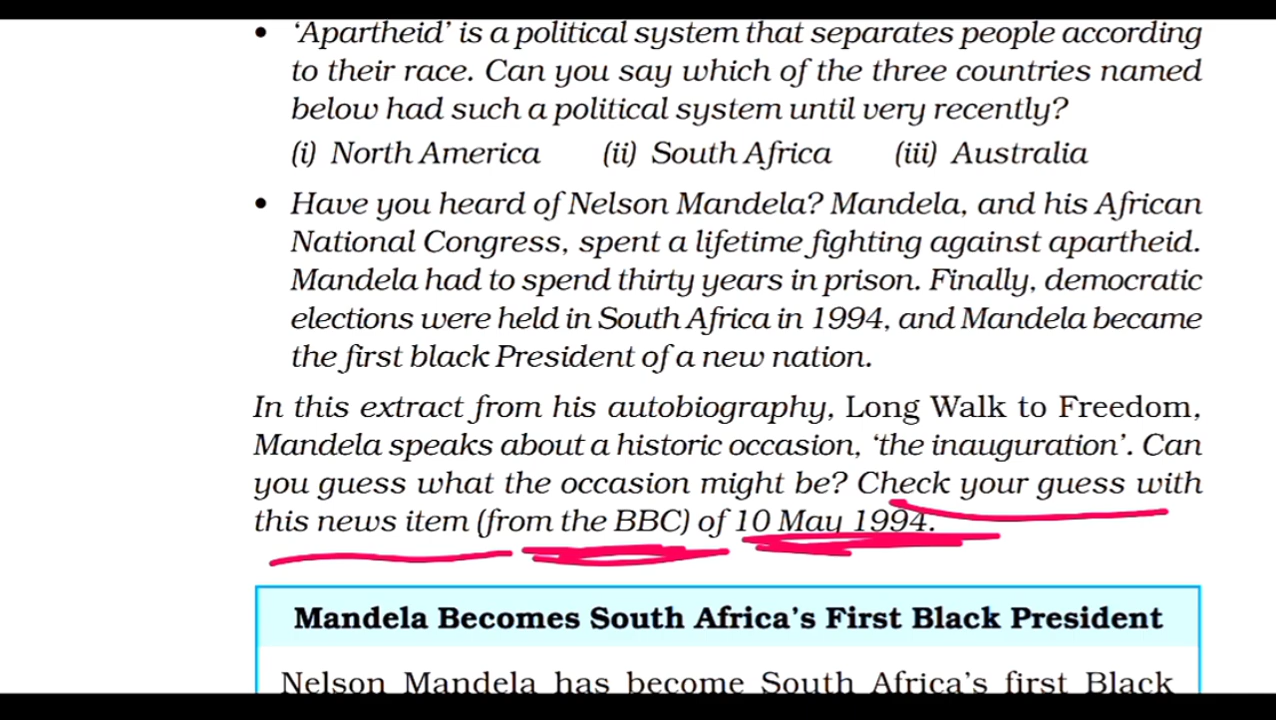 • ‘Apartheid’ is a political system that separates people according
to their race. Can you say which of the three countries named
below had such a political system until very recently?
(i) North America (ii) South Africa (iii) Australia
• Have you heard of Nelson Mandela? Mandela, and his African
National Congress, spent a lifetime fighting against apartheid.
Mandela had to spend thirty years in prison. Finally, democratic
elections were held in South Africa in 1994, and Mandela became
the first black President of a new nation.
In this extract from his autobiography, Long Walk to Freedom,
Mandela speaks about a historic occasion, ‘the inauguration’. Can
you guess what the occasion might be? Check your guess with
this news item (from the BBC) of 10 May 1994.
Mandela Becomes South Africa’s First Black President
Nelson Mandela has become South Africa’s first Black